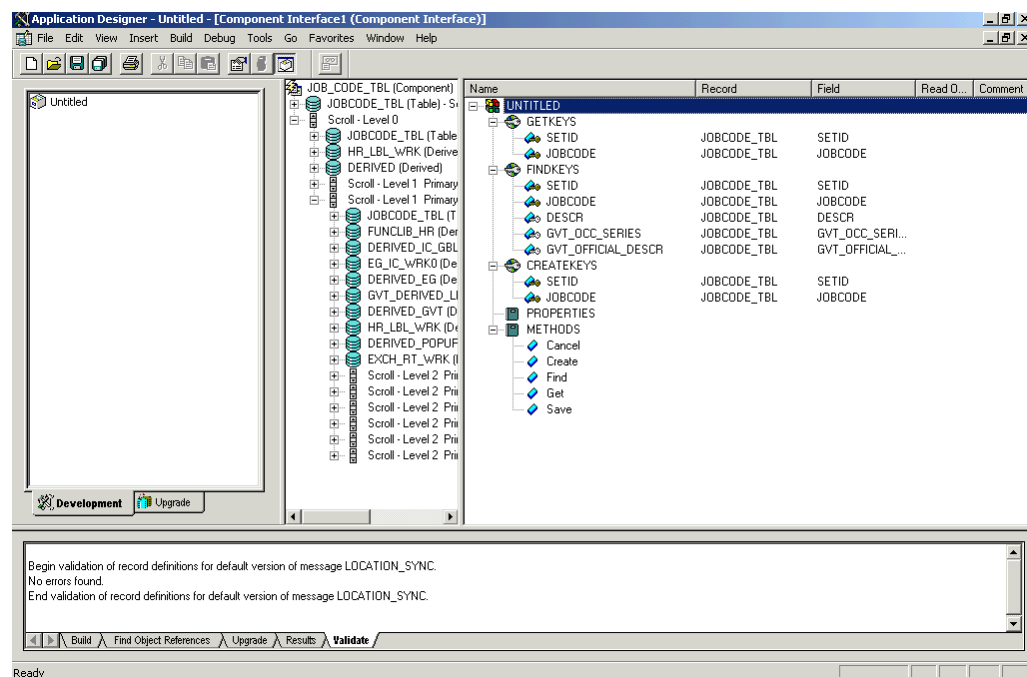 Application Designer - Untitled - [Component Interface1 (Component Interface)]
File Edit View Insert Build Debug Tools Go Favorites Window Help
Untitled
Development
Upgrade
JOB_CODE_TBL (Component)
JOBCODE_TBL (Table) - S
Scroll - Level 0
JOBCODE_TBL (Table
HR_LBL_WRK (Derive
DERIVED (Derived)
Scroll - Level 1 Primary
Scroll - Level 1 Primary
JOBCODE_TBL (T
FUNCLIB_HR (Der
DERIVED_IC_GBL
EG_IC_WRK0 (De
DERIVED_EG (De
GVT_DERIVED_LI
DERIVED_GVT (D
HR_LBL_WRK (De
DERIVED_POPUF
EXCH_RT_WRK (
Scroll - Level 2 Pri
Scroll - Level 2 Pri
Scroll - Level 2 Pri
Scroll - Level 2 Pri
Scroll - Level 2 Pri
Scroll - Level 2 Pri
Name Record Field Read O... Comment
UNTITLED
GETKEYS
SETID JOBCODE_TBL SETID
JOBCODE JOBCODE_TBL JOBCODE
FINDKEYS
SETID JOBCODE_TBL SETID
JOBCODE JOBCODE_TBL JOBCODE
DESCR JOBCODE_TBL DESCR
GVT_OCC_SERIES JOBCODE_TBL GVT_OCC_SERI...
GVT_OFFICIAL_DESCR JOBCODE_TBL GVT_OFFICIAL_...
CREATEKEYS
SETID JOBCODE_TBL SETID
JOBCODE JOBCODE_TBL JOBCODE
PROPERTIES
METHODS
Cancel
Create
Find
Get
Save
Begin validation of record definitions for default version of message LOCATION_SYNC.
No errors found.
End validation of record definitions for default version of message LOCATION_SYNC.
Build Find Object References Upgrade Results Validate
Ready